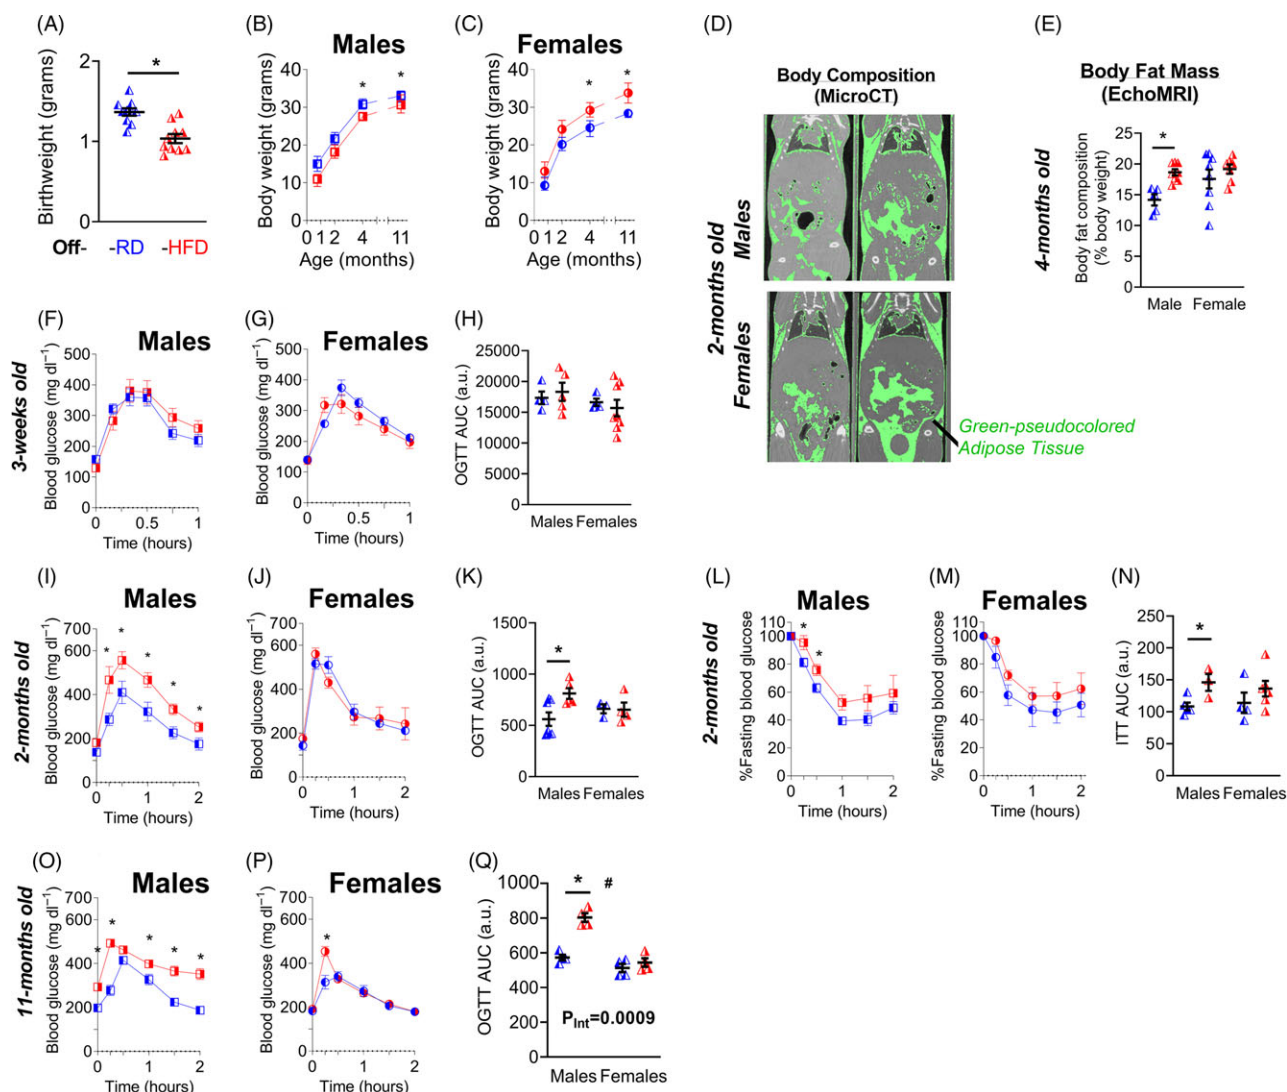 (A)
*
2
1
0
Birthweight (grams)
Off- -RD -HFD
(B)
Males
40
30
20
10
0
Body weight (grams)
* *
0 1 2 4 11
Age (months)
(C)
Females
40
30
20
10
0
Body weight (grams)
* *
0 1 2 4 11
Age (months)
(D)
Body Composition
(MicroCT)
2-months old
Males
Females
Green-pseudocolored
Adipose Tissue
(E)
Body Fat Mass
(EchoMRI)
4-months old
Body fat composition
(% body weight)
25
20
15
10
5
0
*
Male Female
(F)
3-weeks old
Males
Blood glucose (mg dl−1)
500
400
300
200
100
0
0 0.5 1
Time (hours)
(G)
Females
Blood glucose (mg dl−1)
500
400
300
200
100
0
0 0.5 1
Time (hours)
(H)
OGTT AUC (a.u.)
25000
20000
15000
10000
5000
0
Males Females
(I)
2-months old
Males
Blood glucose (mg dl−1)
700
600
400
200
0
* * * * *
0 1 2
Time (hours)
(J)
Females
Blood glucose (mg dl−1)
700
600
400
200
0
0 1 2
Time (hours)
(K)
OGTT AUC (a.u.)
1500
1000
500
0
*
Males Females
(L)
2-months old
Males
%Fasting blood glucose
110
100
80
60
40
20
0
* *
0 1 2
Time (hours)
(M)
Females
%Fasting blood glucose
110
100
80
60
40
20
0
0 1 2
Time (hours)
(N)
ITT AUC (a.u.)
250
200
150
100
50
0
*
Males Females
(O)
11-months old
Males
Blood glucose (mg dl−1)
700
600
400
200
0
* * * * *
0 1 2
Time (hours)
(P)
Females
Blood glucose (mg dl−1)
700
600
400
200
0
*
0 1 2
Time (hours)
(Q)
OGTT AUC (a.u.)
1000
800
600
400
200
0
* #
PInt=0.0009
Males Females